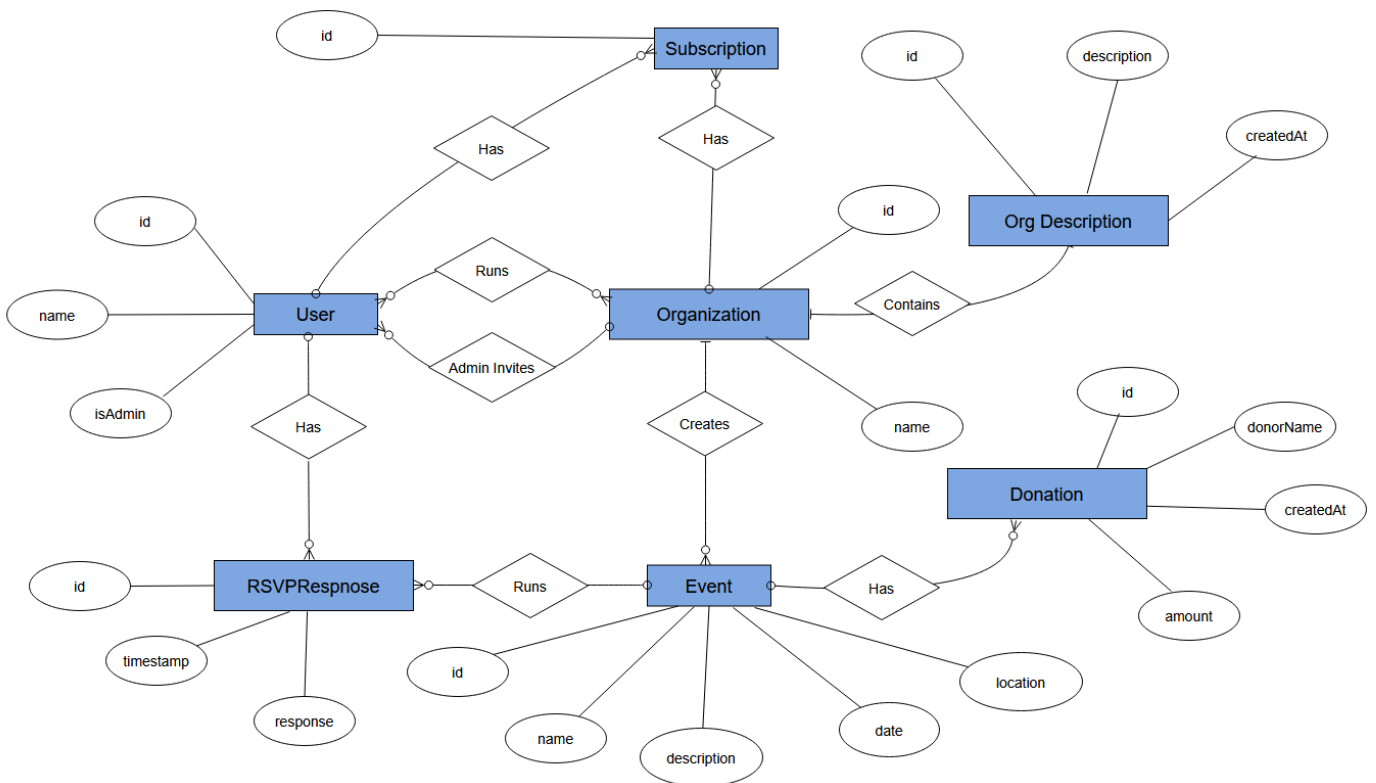 id
Subscription
id
description
Has
Has
createdAt
id
id
Org Description
Runs
Contains
name
User
Organization
Admin Invites
isAdmin
Has
Creates
name
id
donorName
Donation
createdAt
id
RSVPRespnose
Runs
Event
Has
amount
timestamp
id
location
response
name
description
date